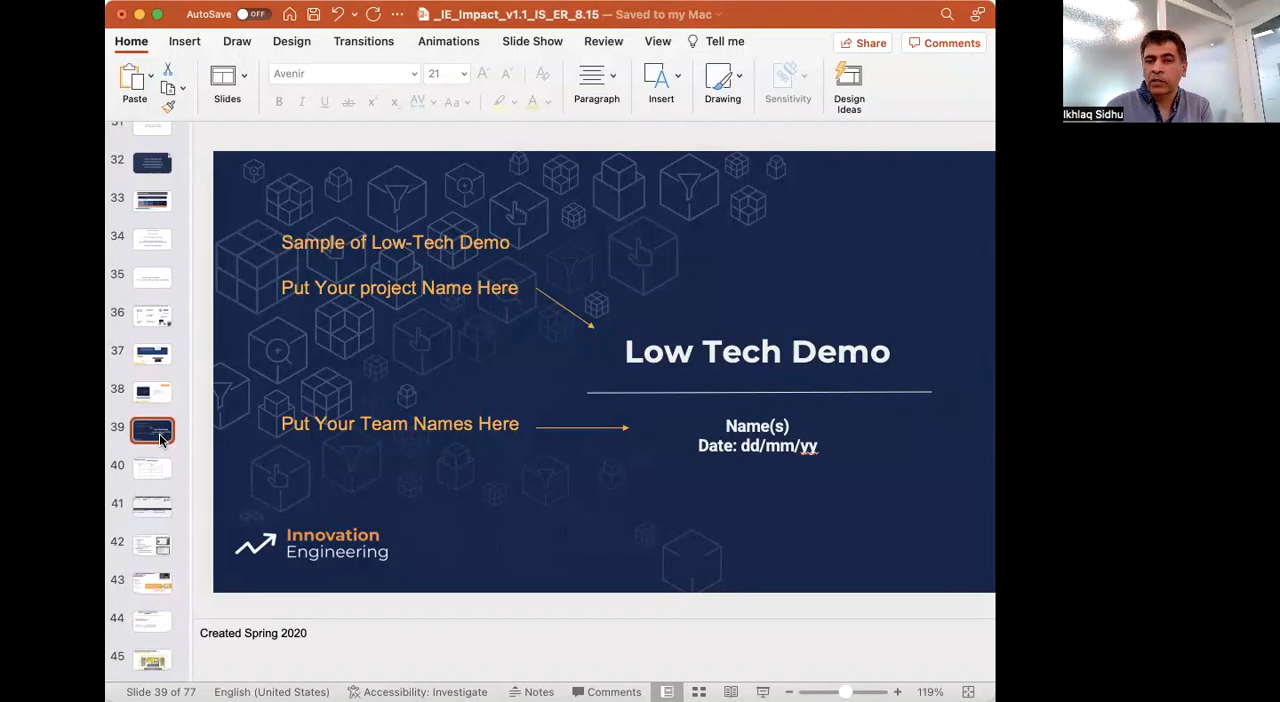 AutoSave OFF
_IE_Impact_v1.1_IS_ER_8.15 — Saved to my Mac
Home Insert Draw Design Transitions Animations Slide Show Review View Tell me Share Comments
Avenir 21
Paste Slides Paragraph Insert Drawing Sensitivity Design Ideas
B I U ab x x AV Aa A
31
32
33
34
35
36
37
38
39
40
41
42
43
44
45
Sample of Low-Tech Demo
Put Your project Name Here
Low Tech Demo
Put Your Team Names Here
Name(s)
Date: dd/mm/yy
Innovation
Engineering
Created Spring 2020
Slide 39 of 77 English (United States) Accessibility: Investigate Notes Comments 119%
Ikhlaq Sidhu